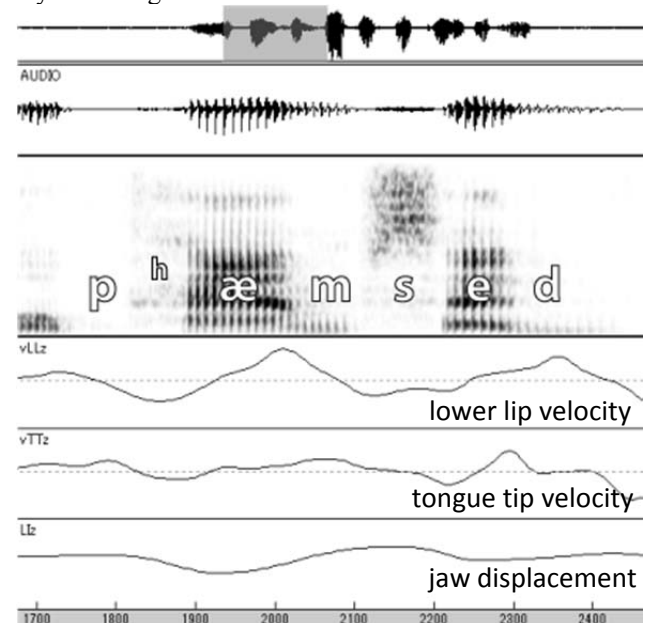 AUDIO
p h æ m s e d
vLLz
lower lip velocity
vTTz
tongue tip velocity
LIz
jaw displacement
1700 1800 1900 2000 2100 2200 2300 2400